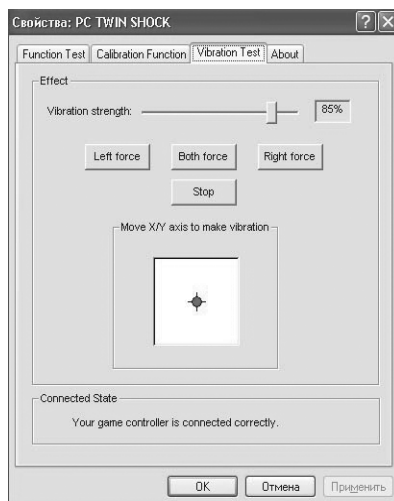 Свойства: PC TWIN SHOCK
Function Test Calibration Function Vibration Test About
Effect
Vibration strength: 85%
Left force Both force Right force
Stop
Move X/Y axis to make vibration
Connected State
Your game controller is connected correctly.
OK Отмена Применить